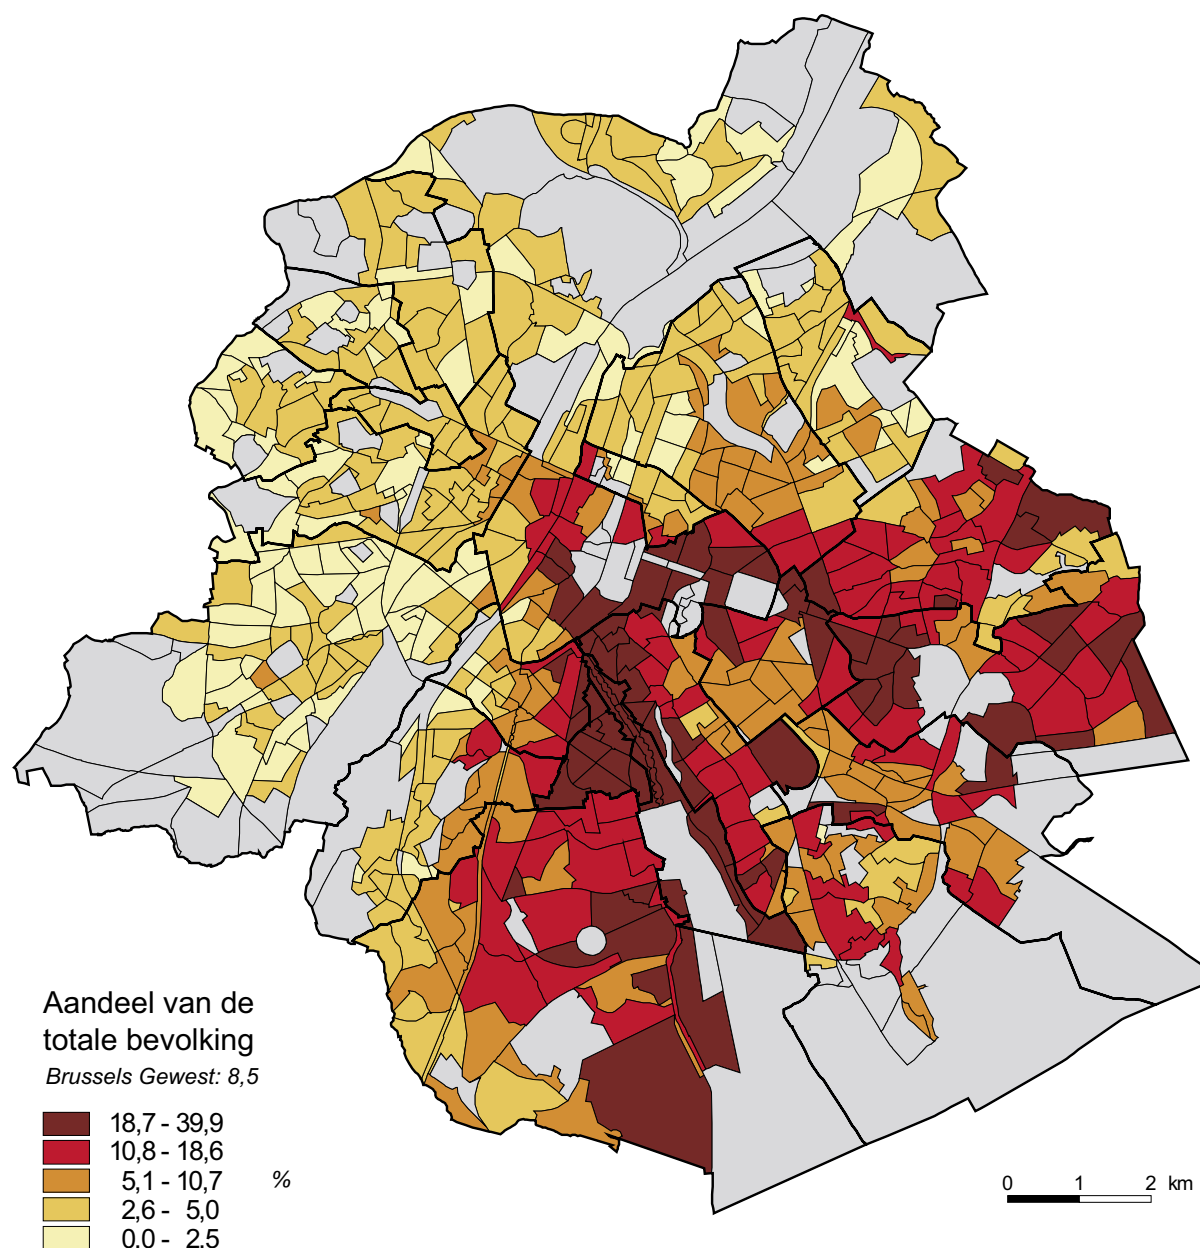 Aandeel van de
totale bevolking
Brussels Gewest: 8,5
18,7 - 39,9
10,8 - 18,6
5,1 - 10,7 %
2,6 - 5,0
0,0 - 2,5
0 1 2 km